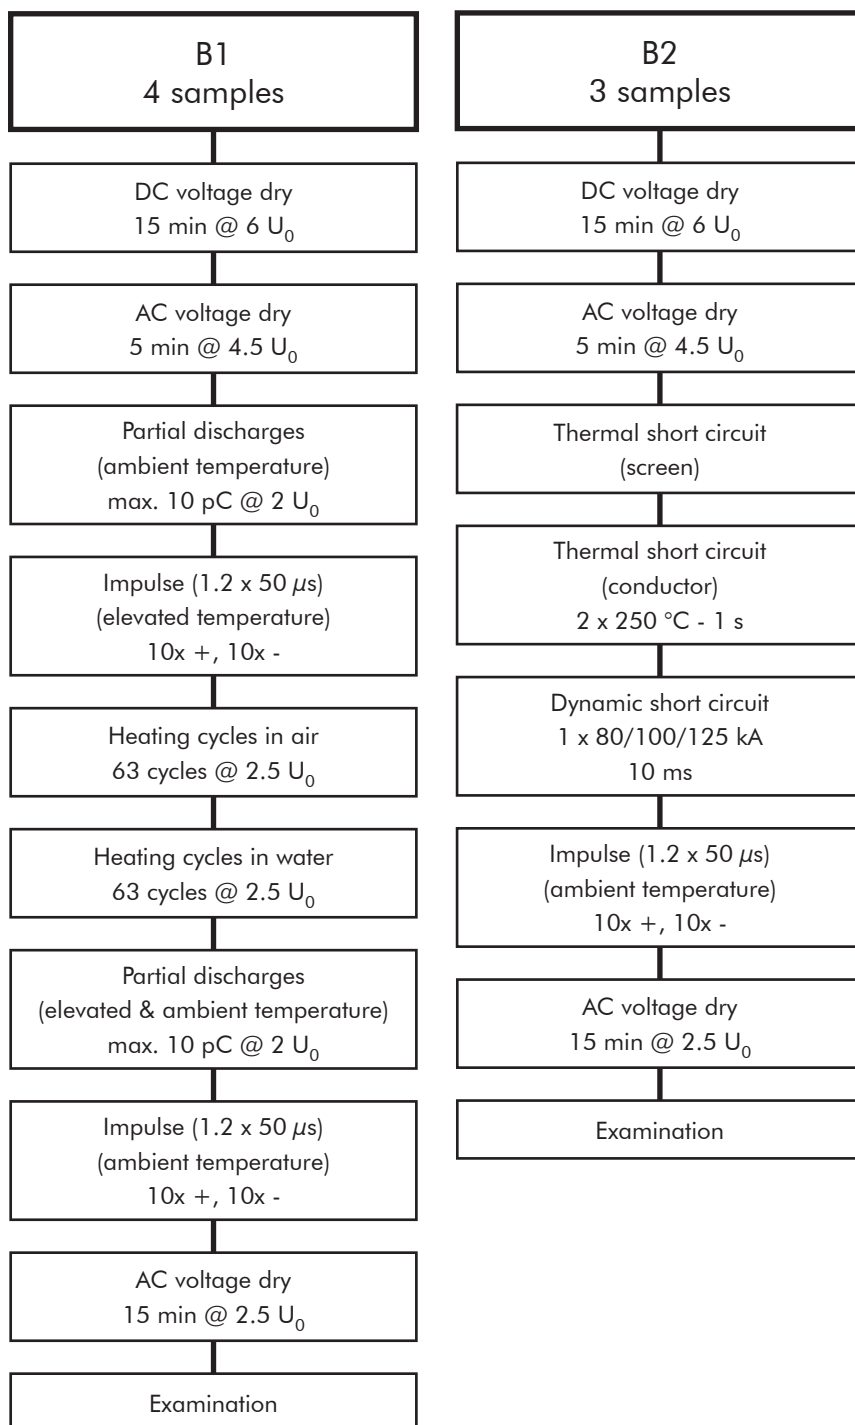 B1
4 samples
DC voltage dry
15 min @ 6 U₀
AC voltage dry
5 min @ 4.5 U₀
Partial discharges
(ambient temperature)
max. 10 pC @ 2 U₀
Impulse (1.2 x 50 µs)
(elevated temperature)
10x +, 10x -
Heating cycles in air
63 cycles @ 2.5 U₀
Heating cycles in water
63 cycles @ 2.5 U₀
Partial discharges
(elevated & ambient temperature)
max. 10 pC @ 2 U₀
Impulse (1.2 x 50 µs)
(ambient temperature)
10x +, 10x -
AC voltage dry
15 min @ 2.5 U₀
Examination
B2
3 samples
DC voltage dry
15 min @ 6 U₀
AC voltage dry
5 min @ 4.5 U₀
Thermal short circuit
(screen)
Thermal short circuit
(conductor)
2 x 250 °C - 1 s
Dynamic short circuit
1 x 80/100/125 kA
10 ms
Impulse (1.2 x 50 µs)
(ambient temperature)
10x +, 10x -
AC voltage dry
15 min @ 2.5 U₀
Examination